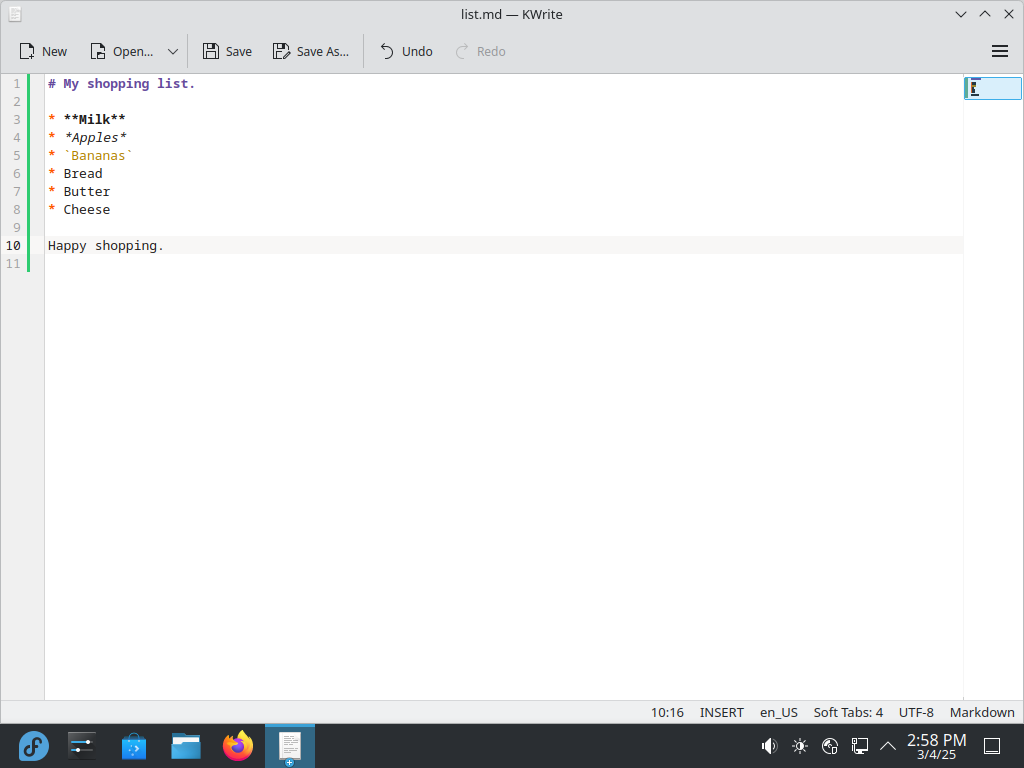 list.md — KWrite
New
Open...
Save
Save As...
Undo
Redo
1 # My shopping list.
2
3 * **Milk**
4 * *Apples*
5 * `Bananas`
6 * Bread
7 * Butter
8 * Cheese
9
10 Happy shopping.
11
10:16 INSERT en_US Soft Tabs: 4 UTF-8 Markdown
2:58 PM
3/4/25